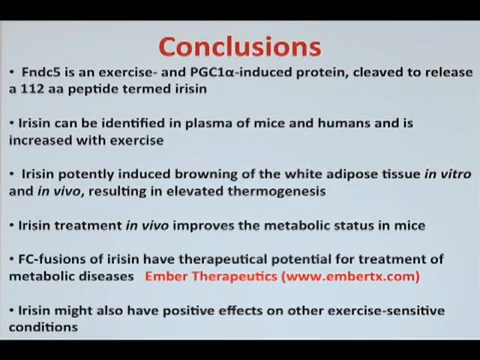 Conclusions
• Fndc5 is an exercise- and PGC1α-induced protein, cleaved to release
a 112 aa peptide termed irisin
• Irisin can be identified in plasma of mice and humans and is
increased with exercise
• Irisin potently induced browning of the white adipose tissue in vitro
and in vivo, resulting in elevated thermogenesis
• Irisin treatment in vivo improves the metabolic status in mice
• FC-fusions of irisin have therapeutical potential for treatment of
metabolic diseases Ember Therapeutics (www.embertx.com)
• Irisin might also have positive effects on other exercise-sensitive
conditions